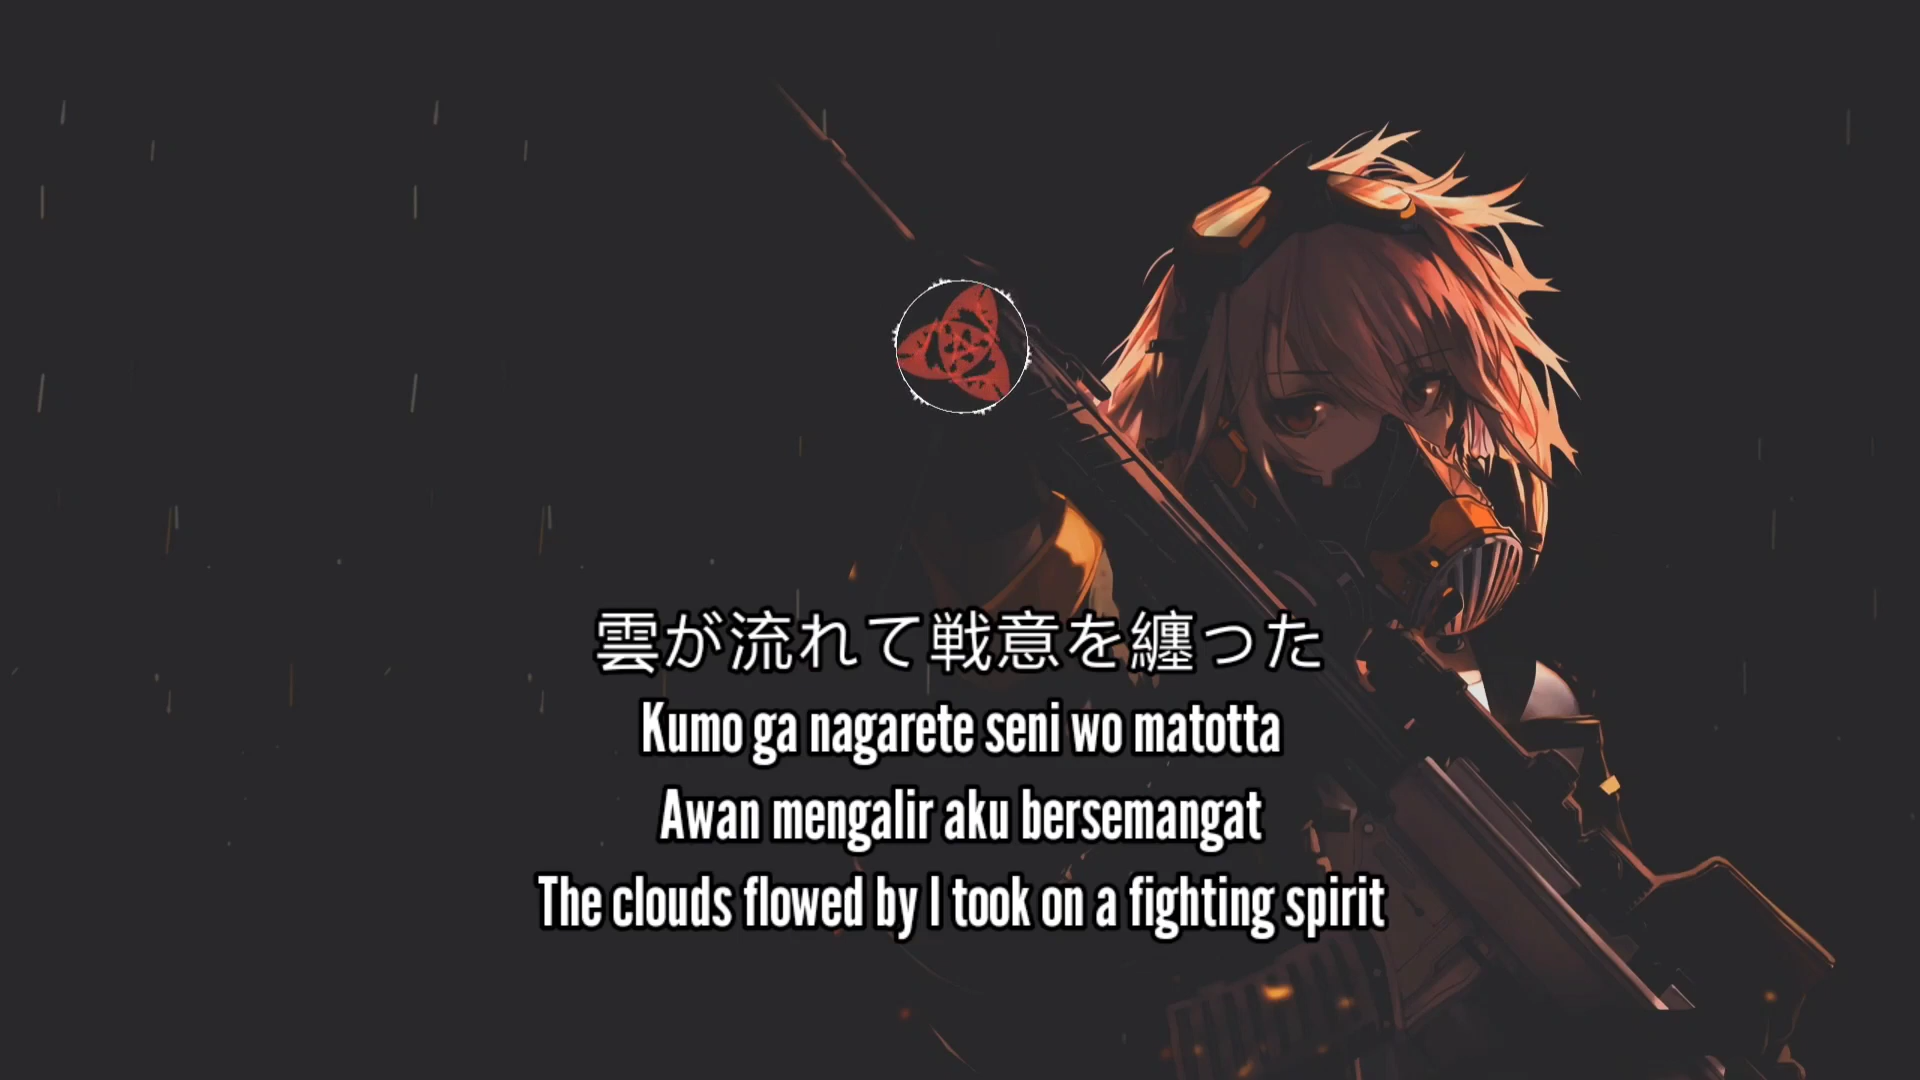 雲が流れて戦意を纏った
Kumo ga nagarete seni wo matotta
Awan mengalir aku bersemangat
The clouds flowed by I took on a fighting spirit